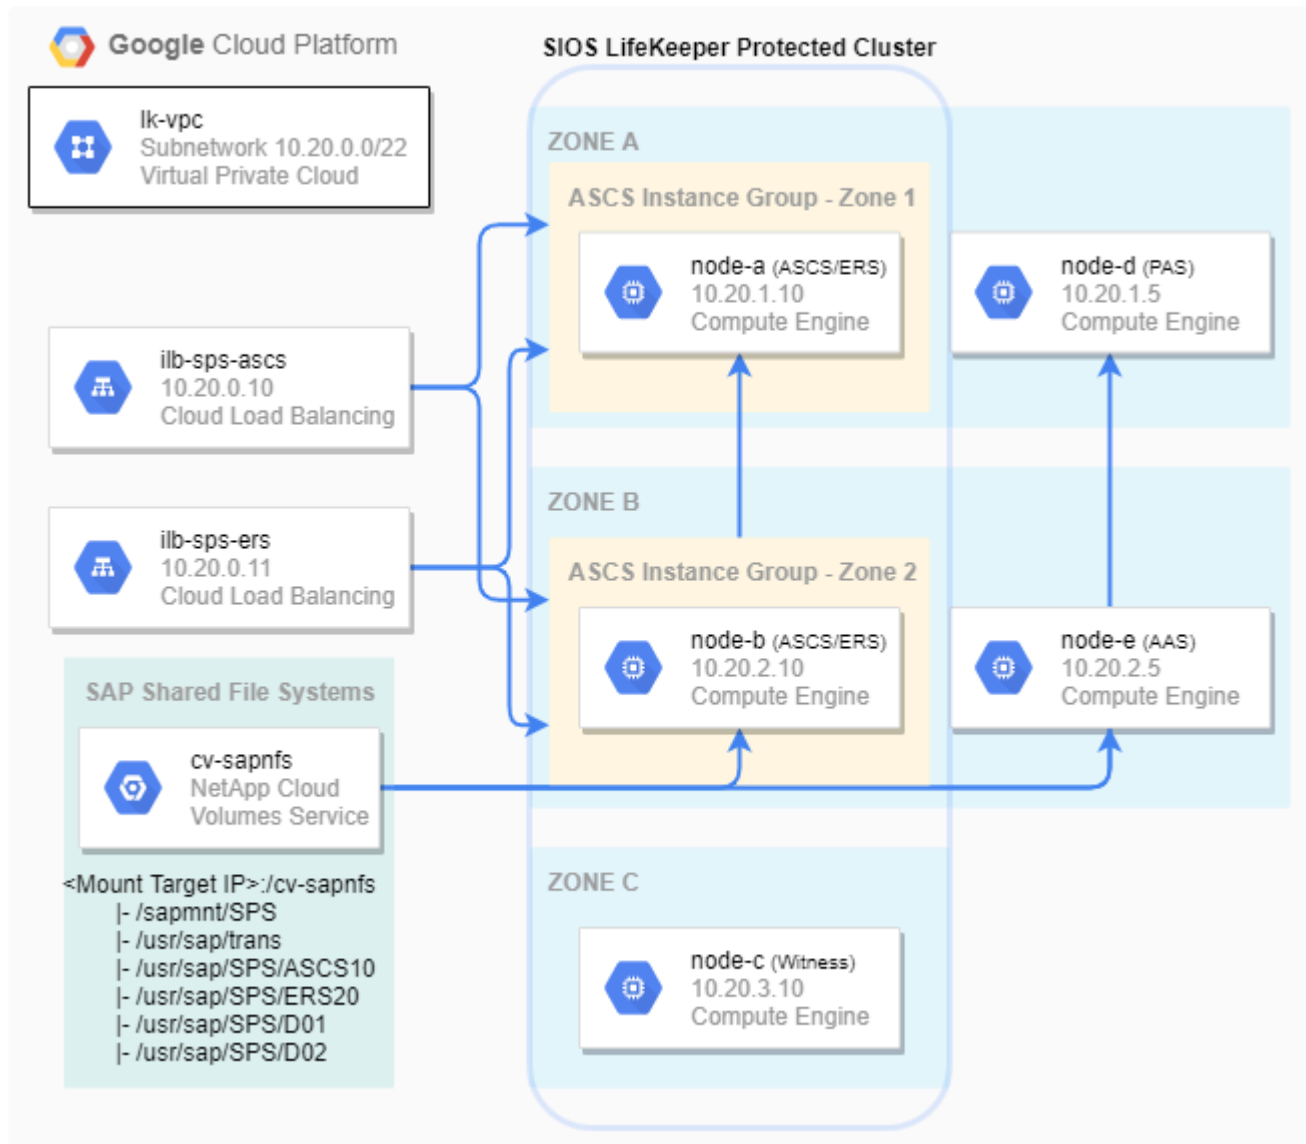 Google Cloud Platform
SIOS LifeKeeper Protected Cluster
lk-vpc
Subnetwork 10.20.0.0/22
Virtual Private Cloud
ZONE A
ASCS Instance Group - Zone 1
node-a (ASCS/ERS)
10.20.1.10
Compute Engine
node-d (PAS)
10.20.1.5
Compute Engine
ilb-sps-ascs
10.20.0.10
Cloud Load Balancing
ZONE B
ilb-sps-ers
10.20.0.11
Cloud Load Balancing
ASCS Instance Group - Zone 2
node-b (ASCS/ERS)
10.20.2.10
Compute Engine
node-e (AAS)
10.20.2.5
Compute Engine
SAP Shared File Systems
cv-sapnfs
NetApp Cloud
Volumes Service
<Mount Target IP>:/cv-sapnfs
|- /sapmnt/SPS
|- /usr/sap/trans
|- /usr/sap/SPS/ASCS10
|- /usr/sap/SPS/ERS20
|- /usr/sap/SPS/D01
|- /usr/sap/SPS/D02
ZONE C
node-c (Witness)
10.20.3.10
Compute Engine